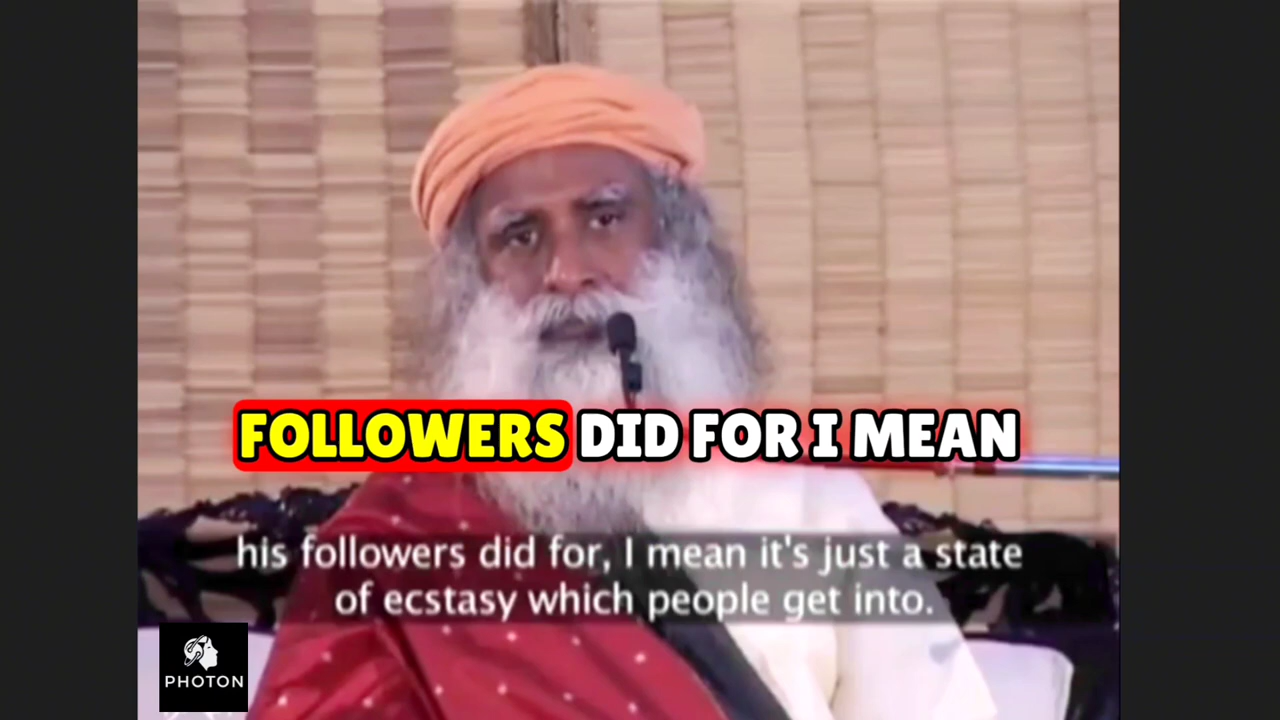 FOLLOWERS DID FOR I MEAN
his followers did for, I mean it's just a state
of ecstasy which people get into.
PHOTON